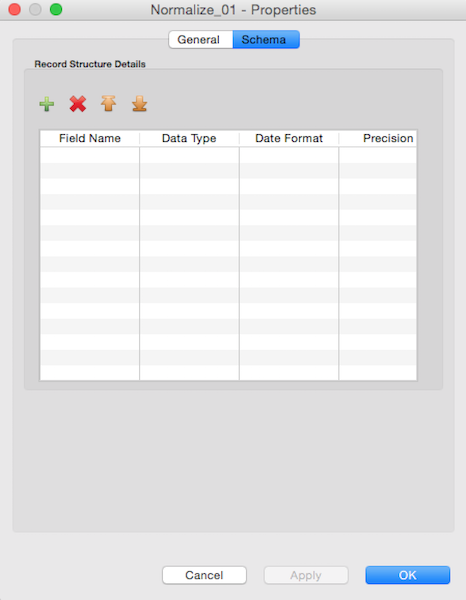 Normalize_01 - Properties
General Schema
Record Structure Details
Field Name Data Type Date Format Precision
Cancel Apply OK